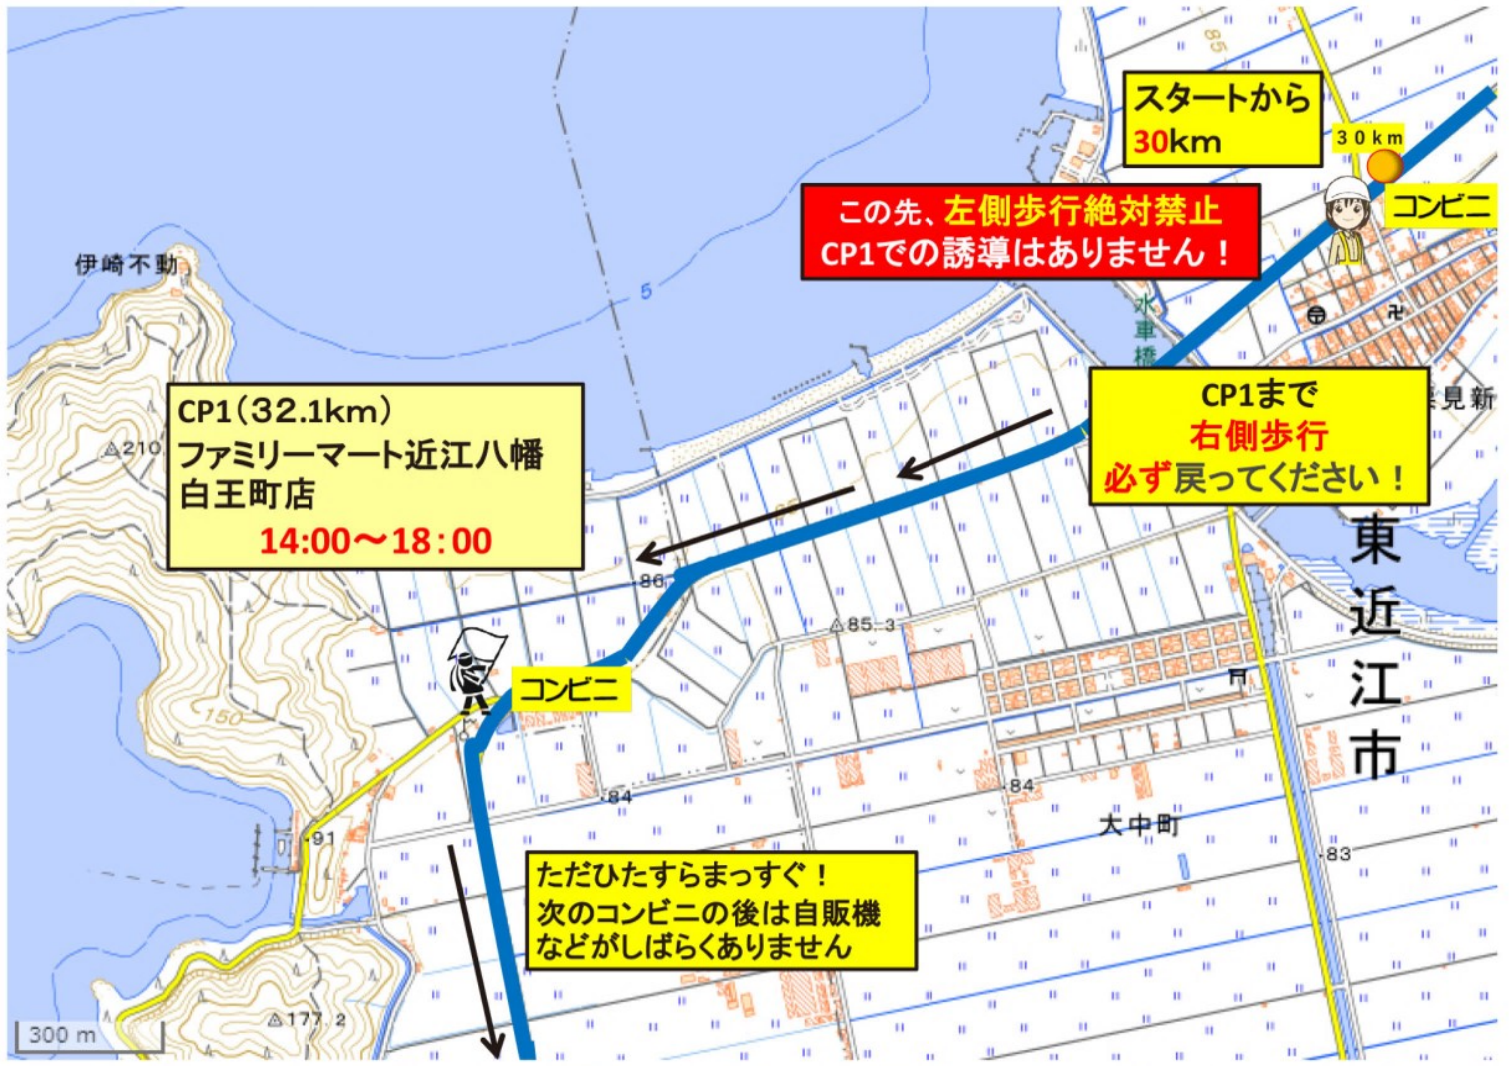 85
スタートから
30km
30km
コンビニ
この先、左側歩行絶対禁止
CP1での誘導はありません！
伊崎不動
5
水車橋
CP1まで
右側歩行
必ず戻ってください！
見新
CP1（32.1km）
ファミリーマート近江八幡
白王町店
14:00～18:00
210
85
86
85.3
東近江市
コンビニ
150
84
84
大中町
83
91
ただひたすらまっすぐ！
次のコンビニの後は自販機
などがしばらくありません
177.2
300 m